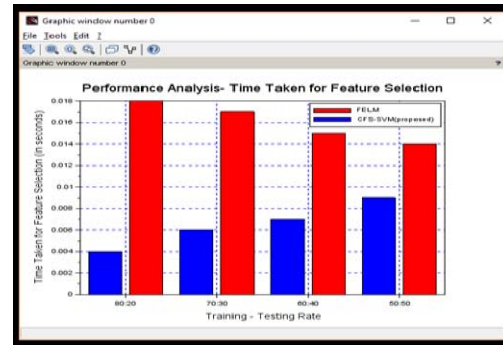 Graphic window number 0
File Tools Edit ?
Graphic window number 0
?
Performance Analysis- Time Taken for Feature Selection
Time Taken for Feature Selection (in seconds)
0.018
0.014
0.012
0.01
0.008
0.006
0.004
0.002
0
FELM
CFS-SVM(proposed)
80:20
70:30
60:40
50:50
Training - Testing Rate